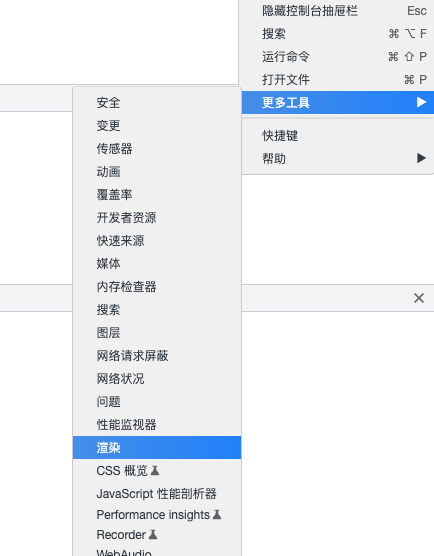 隐藏控制台抽屉栏 Esc
搜索 ⌘ ⌥ F
运行命令 ⌘ ⇧ P
打开文件 ⌘ P
更多工具 ▶
快捷键
帮助 ▶
安全
变更
传感器
动画
覆盖率
开发者资源
快速来源
媒体
内存检查器
搜索
图层
网络请求屏蔽
网络状况
问题
性能监视器
渲染
CSS 概览
JavaScript 性能剖析器
Performance insights
Recorder
WebAudio